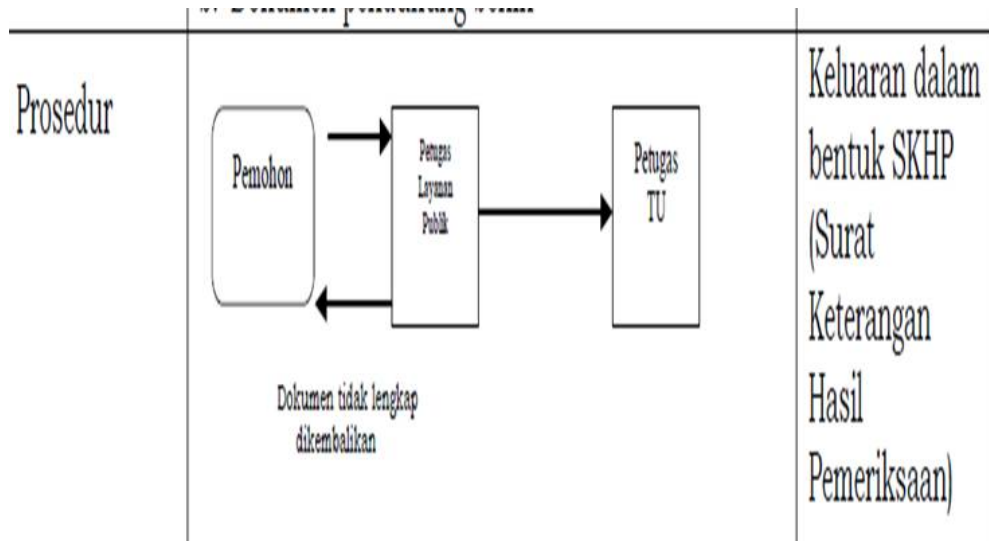 Prosedur
Pemohon
Petugas
Layanan
Publik
Petugas
TU
Dokumen tidak lengkap
dikembalikan
Keluaran dalam
bentuk SKHP
(Surat
Keterangan
Hasil
Pemeriksaan)